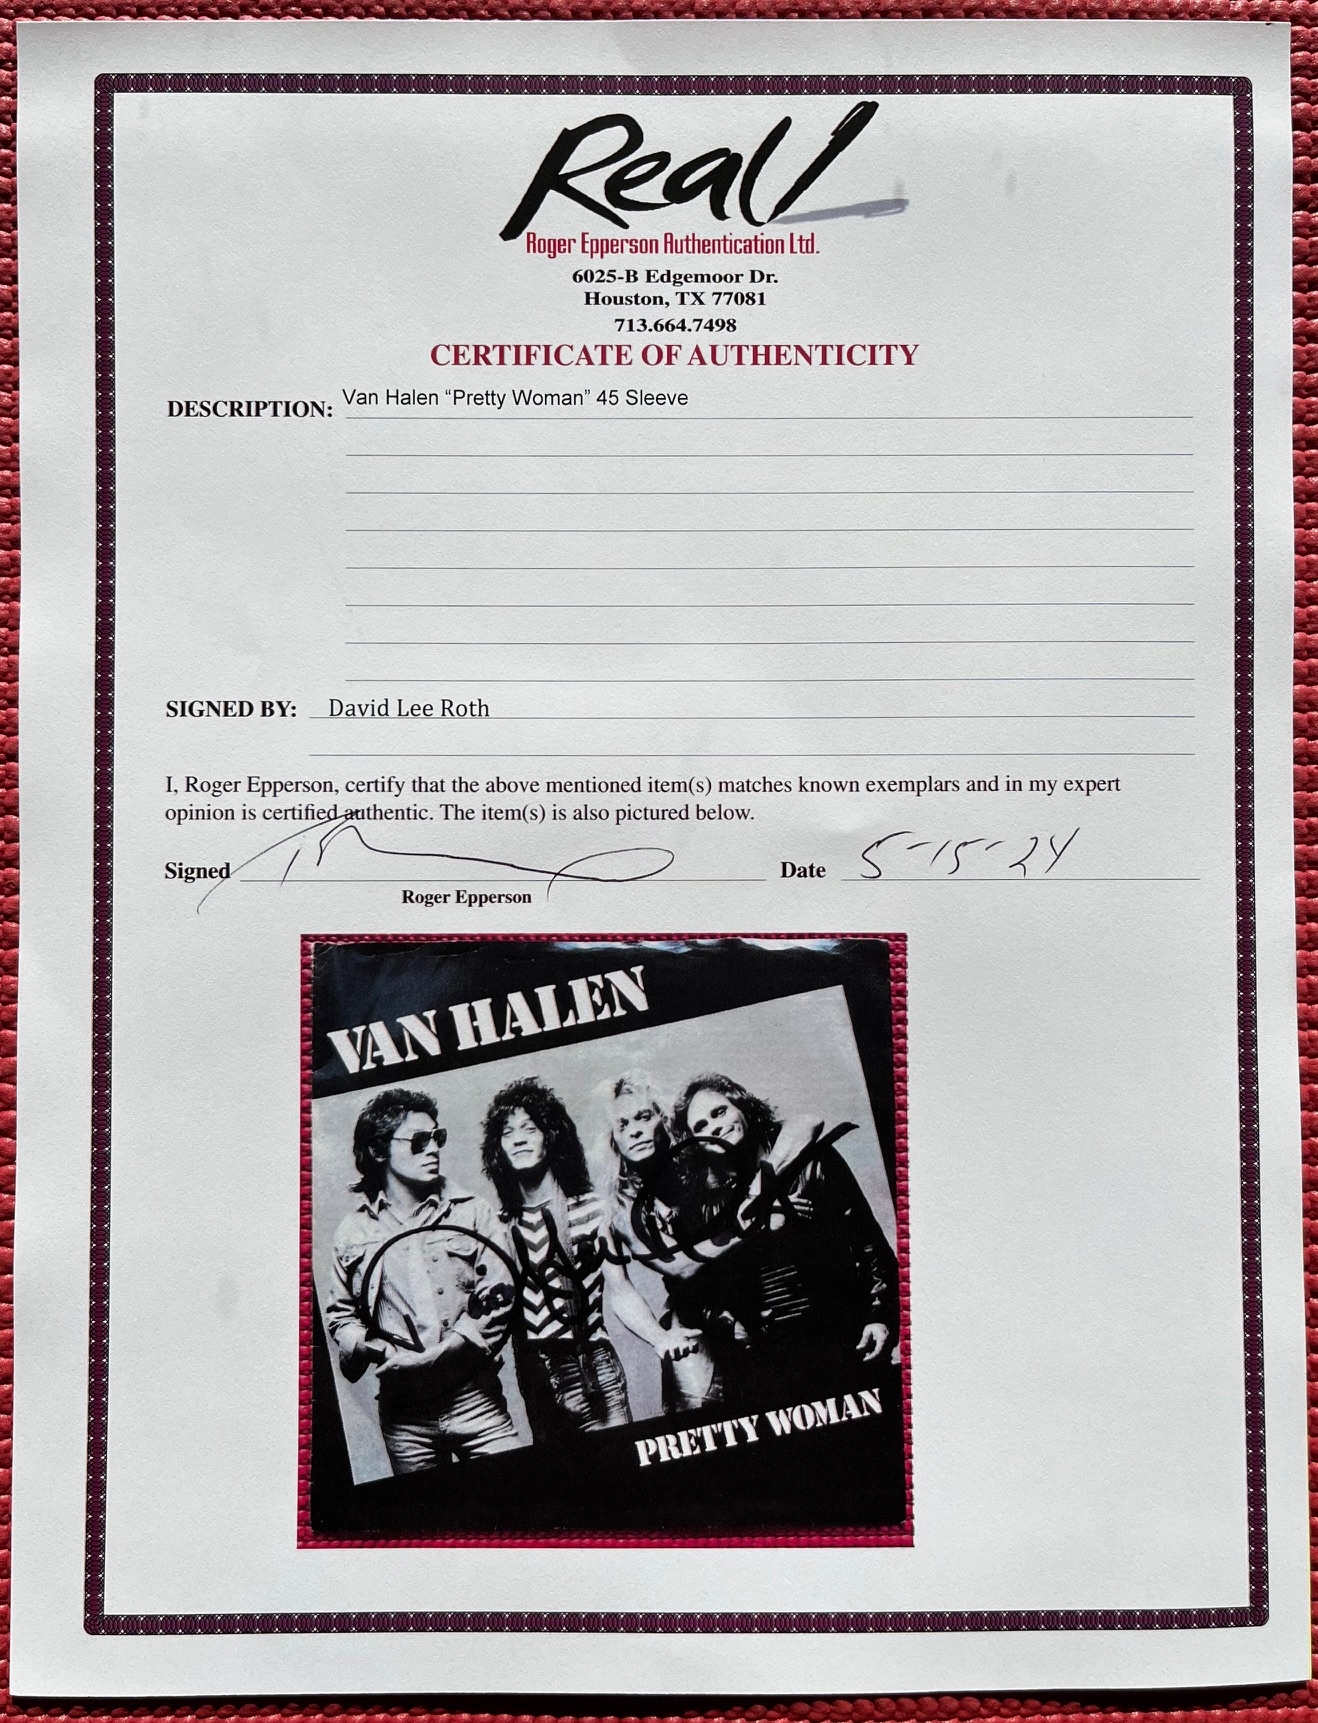 Real!
Roger Epperson Authentication Ltd.
6025-B Edgemoor Dr.
Houston, TX 77081
713.664.7498
CERTIFICATE OF AUTHENTICITY
DESCRIPTION: Van Halen “Pretty Woman” 45 Sleeve
SIGNED BY: David Lee Roth
I, Roger Epperson, certify that the above mentioned item(s) matches known exemplars and in my expert
opinion is certified authentic. The item(s) is also pictured below.
Signed Date 5-15-24
Roger Epperson
VAN HALEN
PRETTY WOMAN